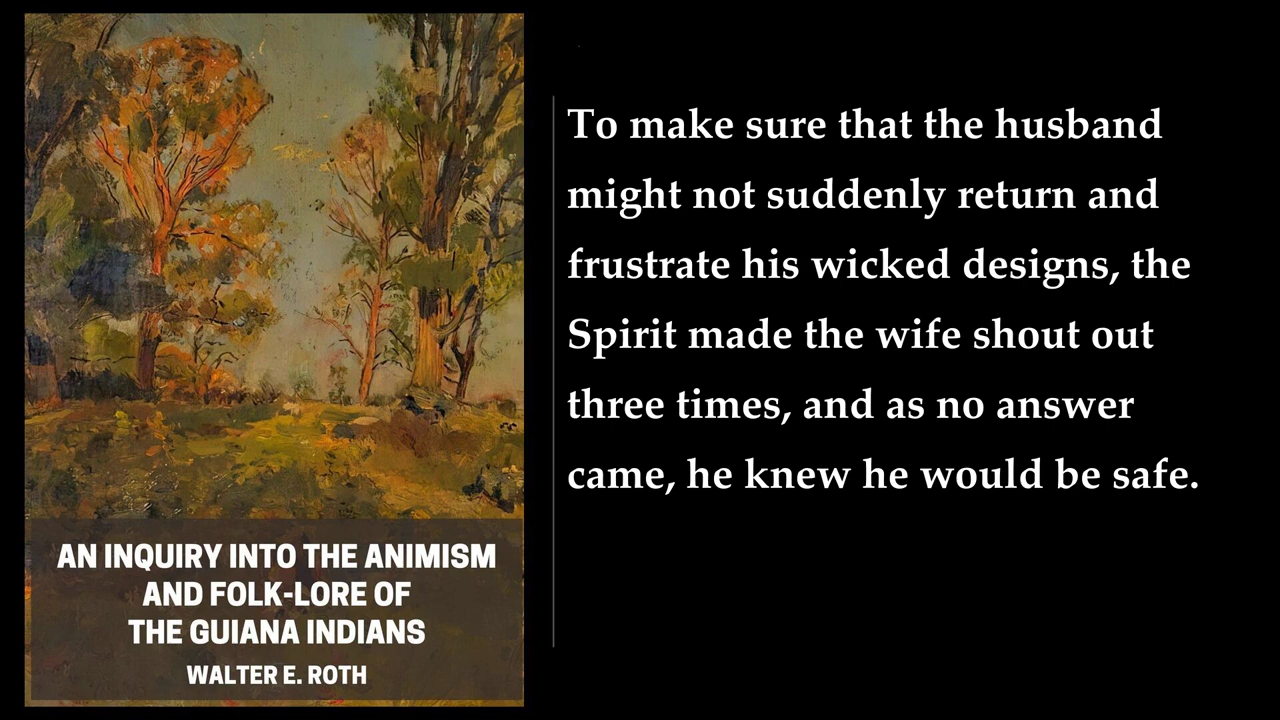 To make sure that the husband
might not suddenly return and
frustrate his wicked designs, the
Spirit made the wife shout out
three times, and as no answer
came, he knew he would be safe.
AN INQUIRY INTO THE ANIMISM
AND FOLK-LORE OF
THE GUIANA INDIANS
WALTER E. ROTH